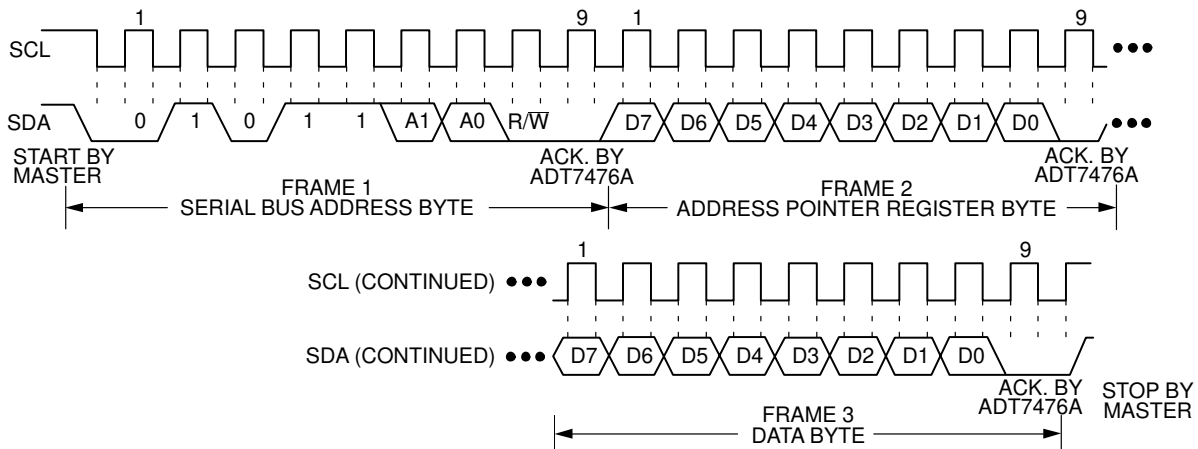 1 9 1 9
SCL
SDA 0 1 0 1 1 A1 A0 R/W̅ D7 D6 D5 D4 D3 D2 D1 D0
START BY
MASTER
ACK. BY
ADT7476A
ACK. BY
ADT7476A
FRAME 1
SERIAL BUS ADDRESS BYTE
FRAME 2
ADDRESS POINTER REGISTER BYTE
1 9
SCL (CONTINUED)
SDA (CONTINUED) D7 D6 D5 D4 D3 D2 D1 D0
ACK. BY
ADT7476A
STOP BY
MASTER
FRAME 3
DATA BYTE